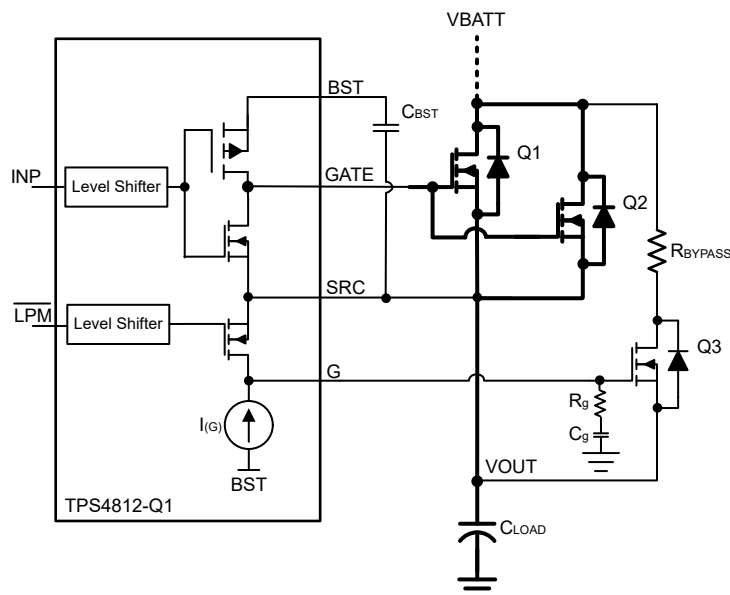 VBATT
BST
CBST
Q1
INP
Level Shifter
GATE
Q2
RBYPASS
SRC
LPM
Level Shifter
Q3
G
Rg
I(G)
Cg
VOUT
BST
TPS4812-Q1
CLOAD